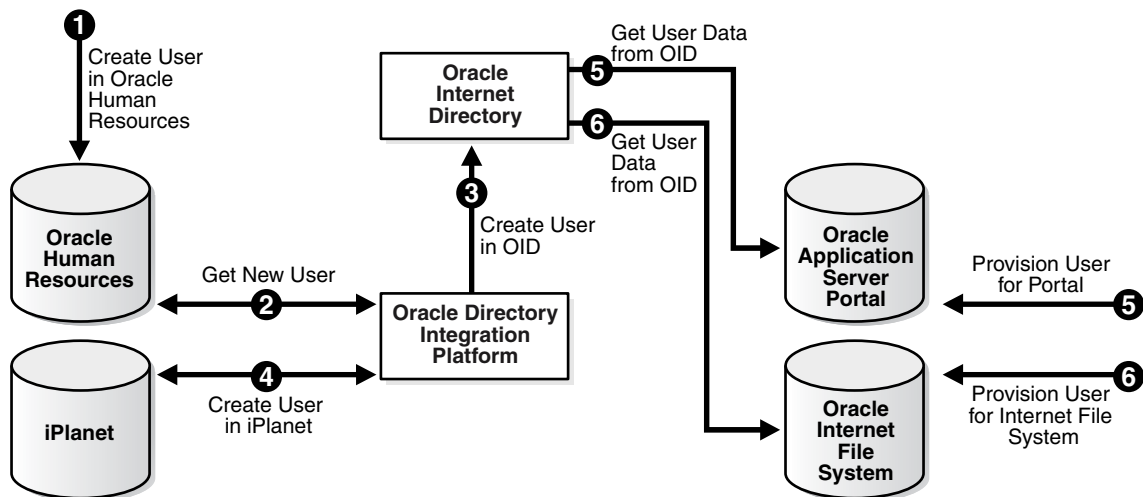 1
Create User
in Oracle
Human
Resources
Oracle
Human
Resources
Get New User
2
iPlanet
4
Create User
in iPlanet
Oracle Directory
Integration
Platform
3
Create User
in OID
Oracle
Internet
Directory
Get User Data
from OID
5
6
Get User
Data
from OID
Oracle
Application
Server
Portal
Provision User
for Portal
5
Oracle
Internet
File
System
6
Provision User
for Internet File
System